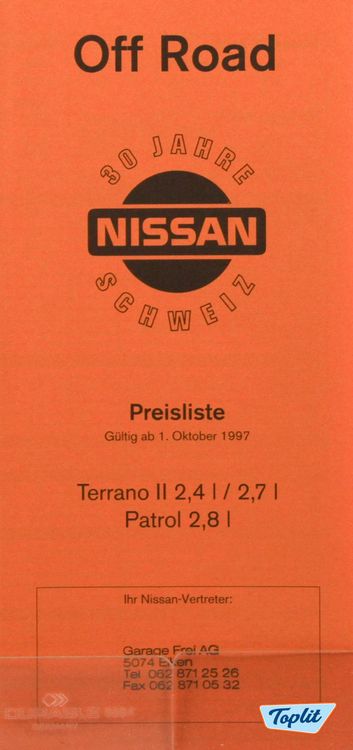 Off Road
30 JAHRE
NISSAN
SCHWEIZ
Preisliste
Gültig ab 1. Oktober 1997
Terrano II 2,4 l / 2,7 l
Patrol 2,8 l
Ihr Nissan-Vertreter:
Garage Frei AG
5074 Eiken
Tel 062 871 25 26
Fax 062 871 05 32
Toplit